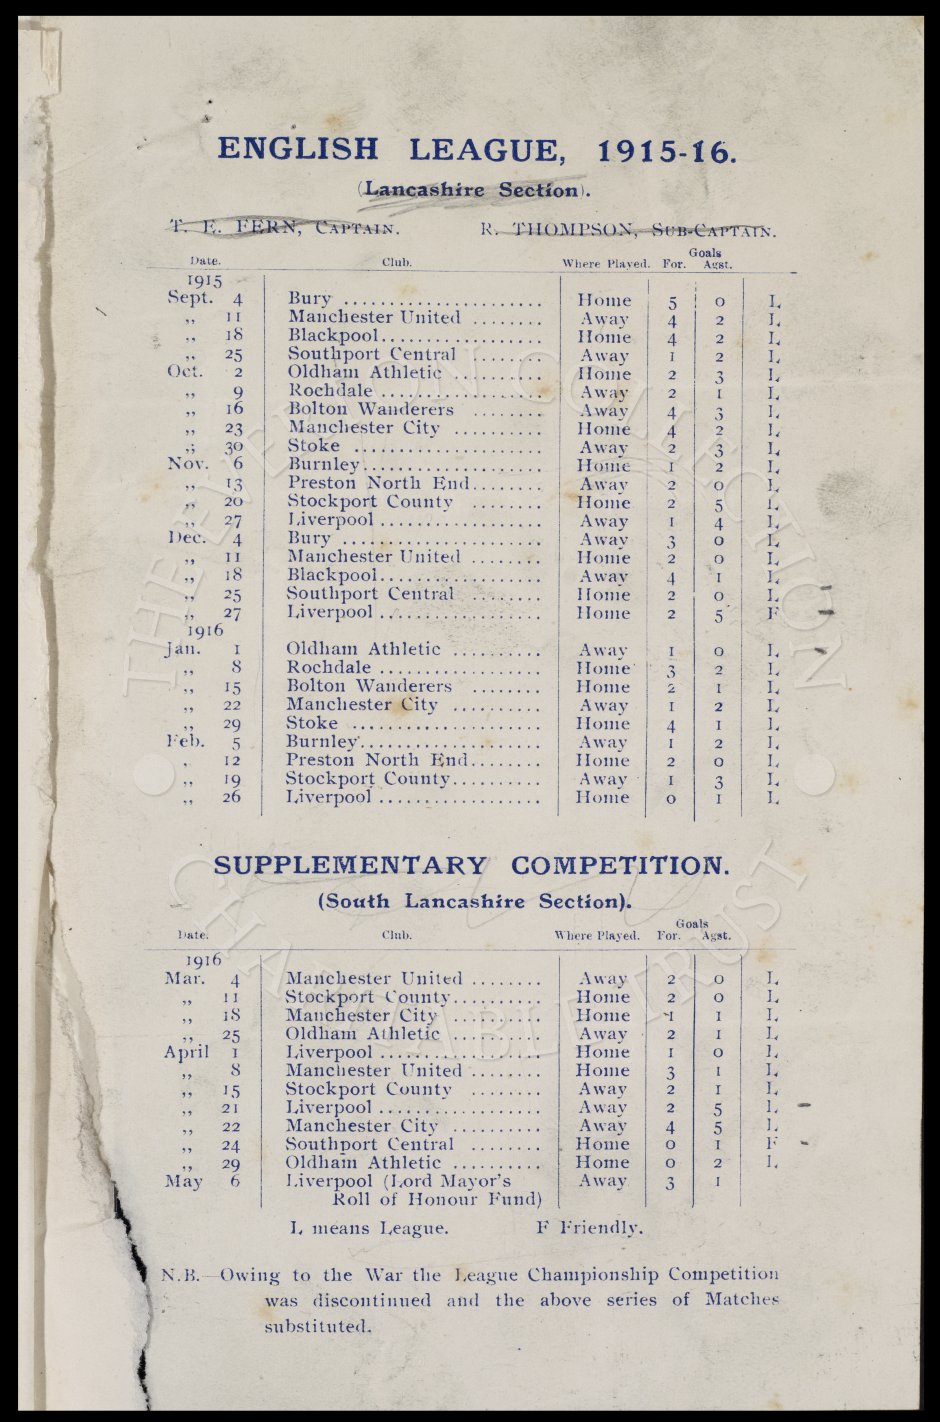 ENGLISH LEAGUE, 1915-16.
(Lancashire Section).
T. E. FERN, CAPTAIN. R. THOMPSON, SUB-CAPTAIN.
Goals
Date. Club. Where Played. For. Agst.
1915
Sept. 4 Bury ...................... Home 5 0 L
,, 11 Manchester United ........ Away 4 2 L
,, 18 Blackpool.................. Home 4 2 L
,, 25 Southport Central ........ Away 1 2 L
Oct. 2 Oldham Athletic .......... Home 2 3 L
,, 9 Rochdale .................. Away 2 1 L
,, 16 Bolton Wanderers ........ Away 4 3 L
,, 23 Manchester City .......... Home 4 2 L
,, 30 Stoke ..................... Away 2 3 L
Nov. 6 Burnley.................... Home 1 2 L
,, 13 Preston North End........ Away 2 0 L
,, 20 Stockport County ........ Home 2 5 L
,, 27 Liverpool .................. Away 1 4 L
Dec. 4 Bury ...................... Away 3 0 L
,, 11 Manchester United ........ Home 2 0 L
,, 18 Blackpool.................. Away 4 1 L
,, 25 Southport Central ........ Home 2 0 L
,, 27 Liverpool .................. Home 2 5 F
1916
Jan. 1 Oldham Athletic .......... Away 1 0 L
,, 8 Rochdale .................. Home 3 2 L
,, 15 Bolton Wanderers ........ Home 2 1 L
,, 22 Manchester City .......... Away 1 2 L
,, 29 Stoke ..................... Home 4 1 L
Feb. 5 Burnley.................... Away 1 2 L
, 12 Preston North End........ Home 2 0 L
,, 19 Stockport County.......... Away 1 3 L
,, 26 Liverpool .................. Home 0 1 L
SUPPLEMENTARY COMPETITION.
(South Lancashire Section).
Goals
Date. Club. Where Played. For. Agst.
1916
Mar. 4 Manchester United ........ Away 2 0 L
,, 11 Stockport County.......... Home 2 0 L
,, 18 Manchester City .......... Home 1 1 L
,, 25 Oldham Athletic .......... Away 2 1 L
April 1 Liverpool .................. Home 1 0 L
,, 8 Manchester United ........ Home 3 1 L
,, 15 Stockport County ........ Away 2 1 L
,, 21 Liverpool .................. Away 2 5 L
,, 22 Manchester City .......... Away 4 5 L
,, 24 Southport Central ........ Home 0 1 F
,, 29 Oldham Athletic .......... Home 0 2 L
May 6 Liverpool (Lord Mayor's Away 3 1
Roll of Honour Fund)
L means League. F Friendly.
N.B.—Owing to the War the League Championship Competition
was discontinued and the above series of Matches
substituted.
THE EVERTON COLLECTION
CHARITABLE TRUST